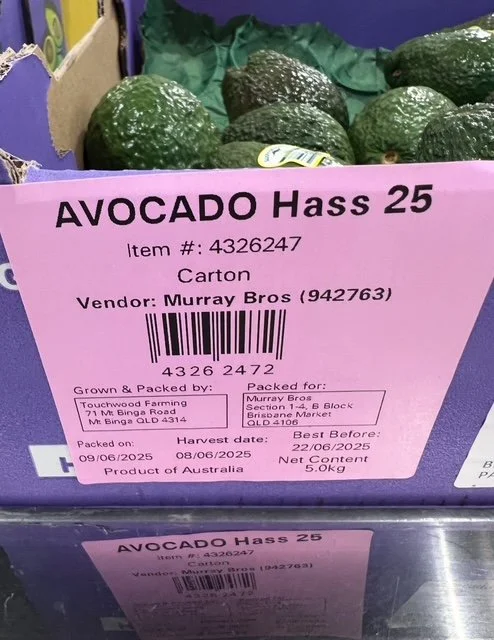 AVOCADO Hass 25
Item #: 4326247
Carton
Vendor: Murray Bros (942763)
4326 2472
Grown & Packed by:
Touchwood Farming
71 Mt Binga Road
Mt Binga QLD 4314
Packed for:
Murray Bros
Section 1-4, B Block
Brisbane Market
QLD 4106
Packed on:
09/06/2025
Harvest date:
08/06/2025
Best Before:
22/06/2025
Product of Australia
Net Content
5.0kg
AVOCADO Hass 25
Item #: 4326247
Carton
Vendor: Murray Bros (942763)
4326 2472